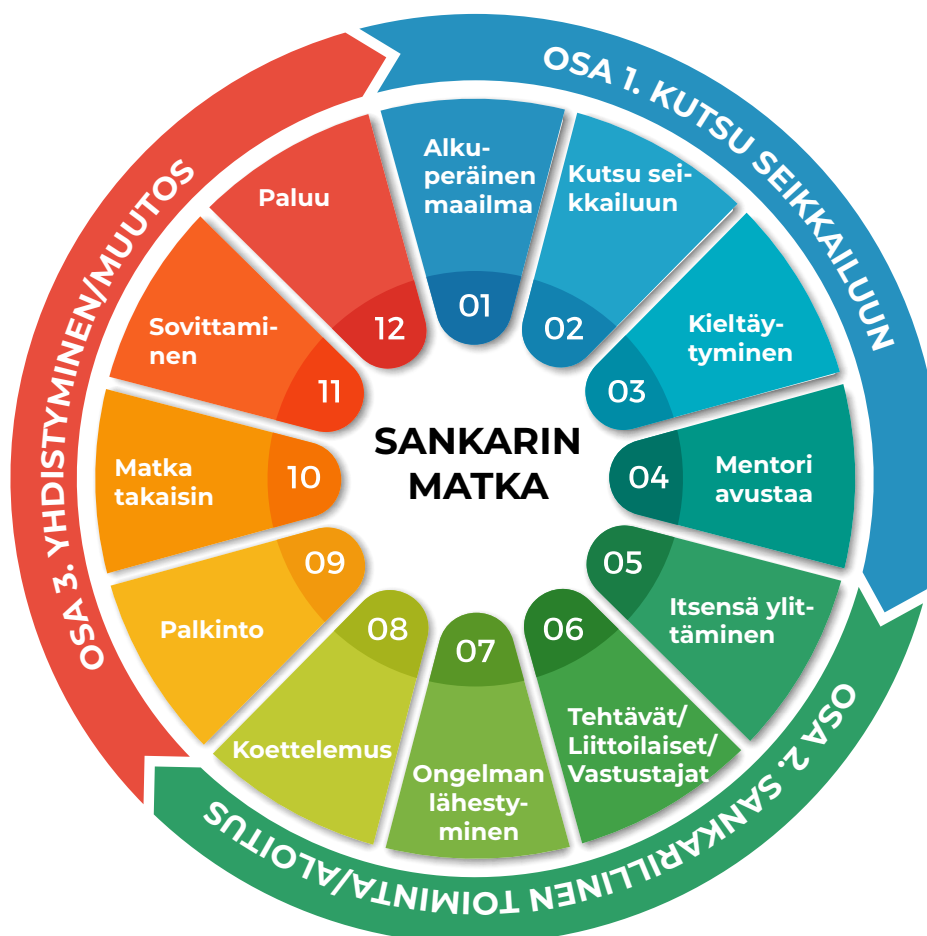 SANKARIN
MATKA
OSA 1. KUTSU SEIKKAILUUN
Alku-
peräinen
maailma
01
Kutsu sei-
kkailuun
02
Kieltäy-
tyminen
03
Mentori
avustaa
04
OSA 2. SANKARILLINEN TOIMINTA/ALOITUS
Itsensä ylit-
täminen
05
Tehtävät/
Liittoilaiset/
Vastustajat
06
Ongelman
lähesty-
minen
07
Koettelemus
08
OSA 3. YHDISTYMINEN/MUUTOS
Palkinto
09
Matka
takaisin
10
Sovittami-
nen
11
Paluu
12